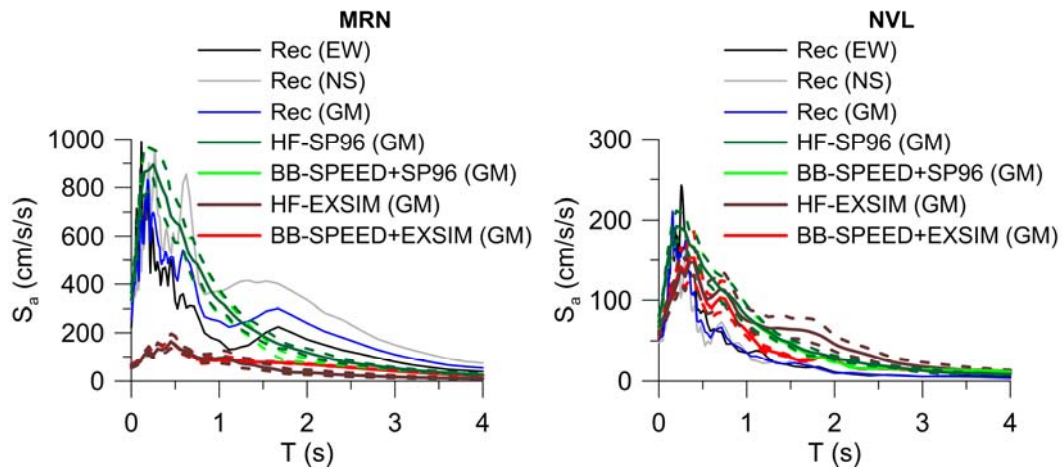 MRN
Rec (EW)
Rec (NS)
Rec (GM)
HF-SP96 (GM)
BB-SPEED+SP96 (GM)
HF-EXSIM (GM)
BB-SPEED+EXSIM (GM)
1000
800
600
400
200
0
Sa (cm/s/s)
0 1 2 3 4
T (s)
NVL
Rec (EW)
Rec (NS)
Rec (GM)
HF-SP96 (GM)
BB-SPEED+SP96 (GM)
HF-EXSIM (GM)
BB-SPEED+EXSIM (GM)
300
200
100
0
Sa (cm/s/s)
0 1 2 3 4
T (s)